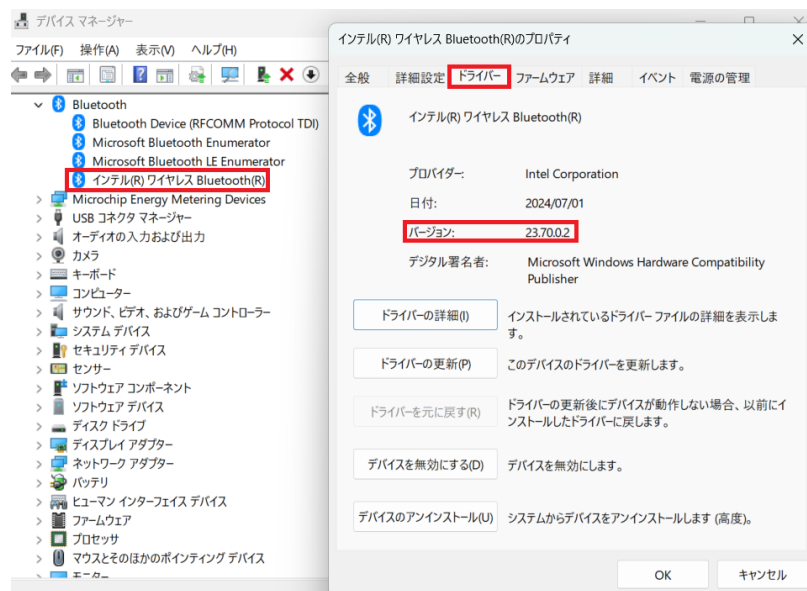 デバイス マネージャー
ファイル(F) 操作(A) 表示(V) ヘルプ(H)
Bluetooth
Bluetooth Device (RFCOMM Protocol TDI)
Microsoft Bluetooth Enumerator
Microsoft Bluetooth LE Enumerator
インテル(R) ワイヤレス Bluetooth(R)
Microchip Energy Metering Devices
USB コネクタ マネージャー
オーディオの入力および出力
カメラ
キーボード
コンピューター
サウンド、ビデオ、およびゲーム コントローラー
システム デバイス
セキュリティ デバイス
センサー
ソフトウェア コンポーネント
ソフトウェア デバイス
ディスク ドライブ
ディスプレイ アダプター
ネットワーク アダプター
バッテリ
ヒューマン インターフェイス デバイス
ファームウェア
プロセッサ
マウスとそのほかのポインティング デバイス
モニター
インテル(R) ワイヤレス Bluetooth(R)のプロパティ
全般 詳細設定 ドライバー ファームウェア 詳細 イベント 電源の管理
インテル(R) ワイヤレス Bluetooth(R)
プロバイダー: Intel Corporation
日付: 2024/07/01
バージョン: 23.70.0.2
デジタル署名者: Microsoft Windows Hardware Compatibility
Publisher
ドライバーの詳細(I) インストールされているドライバー ファイルの詳細を表示しま
す。
ドライバーの更新(P) このデバイスのドライバーを更新します。
ドライバーを元に戻す(R) ドライバーの更新後にデバイスが動作しない場合、以前にイ
ンストールしたドライバーに戻します。
デバイスを無効にする(D) デバイスを無効にします。
デバイスのアンインストール(U) システムからデバイスをアンインストールします (高度)。
OK キャンセル